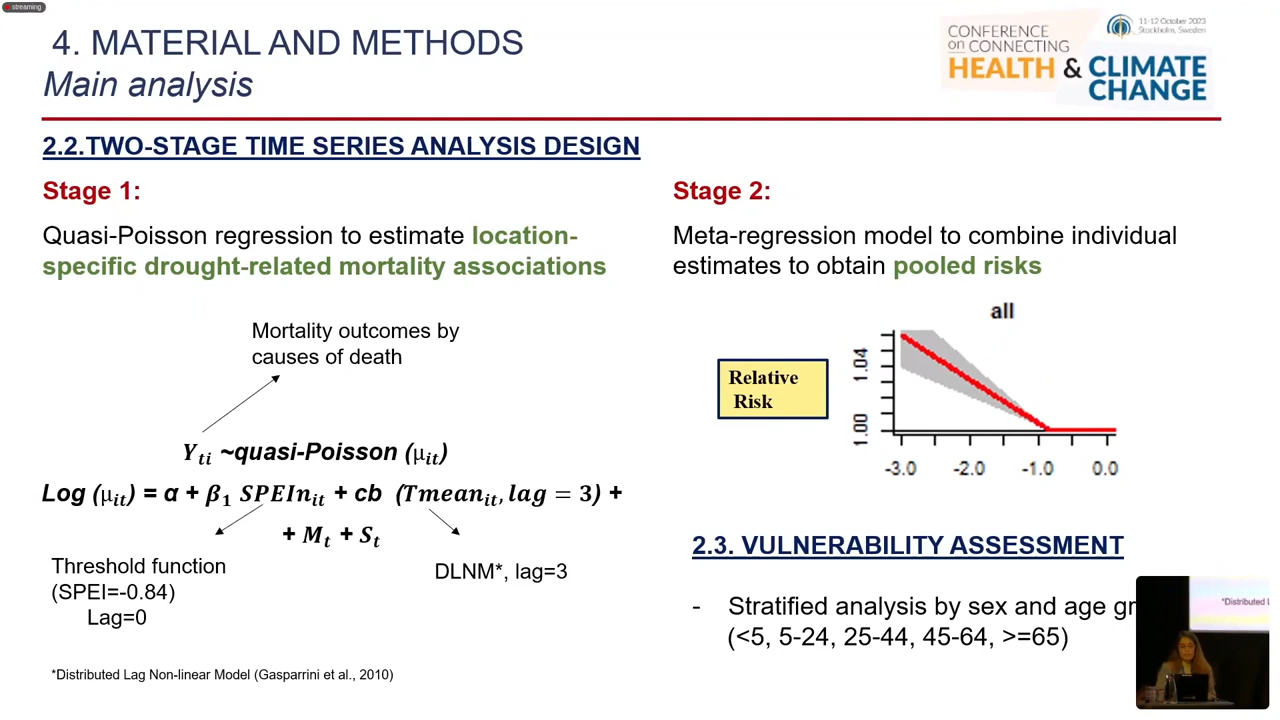 streaming
4. MATERIAL AND METHODS
Main analysis
CONFERENCE
on CONNECTING
HEALTH & CLIMATE
CHANGE
11-12 October 2023
Stockholm, Sweden
2.2.TWO-STAGE TIME SERIES ANALYSIS DESIGN
Stage 1:
Quasi-Poisson regression to estimate location-
specific drought-related mortality associations
Mortality outcomes by
causes of death
Y_ti ~quasi-Poisson (μ_it)
Log (μ_it) = α + β_1 SPEIn_it + cb (Tmean_it, lag = 3) +
+ M_t + S_t
Threshold function
(SPEI=-0.84)
Lag=0
DLNM*, lag=3
*Distributed Lag Non-linear Model (Gasparrini et al., 2010)
Stage 2:
Meta-regression model to combine individual
estimates to obtain pooled risks
all
Relative
Risk
1.04
1.00
-3.0 -2.0 -1.0 0.0
2.3. VULNERABILITY ASSESSMENT
- Stratified analysis by sex and age gr
(<5, 5-24, 25-44, 45-64, >=65)
*Distributed L